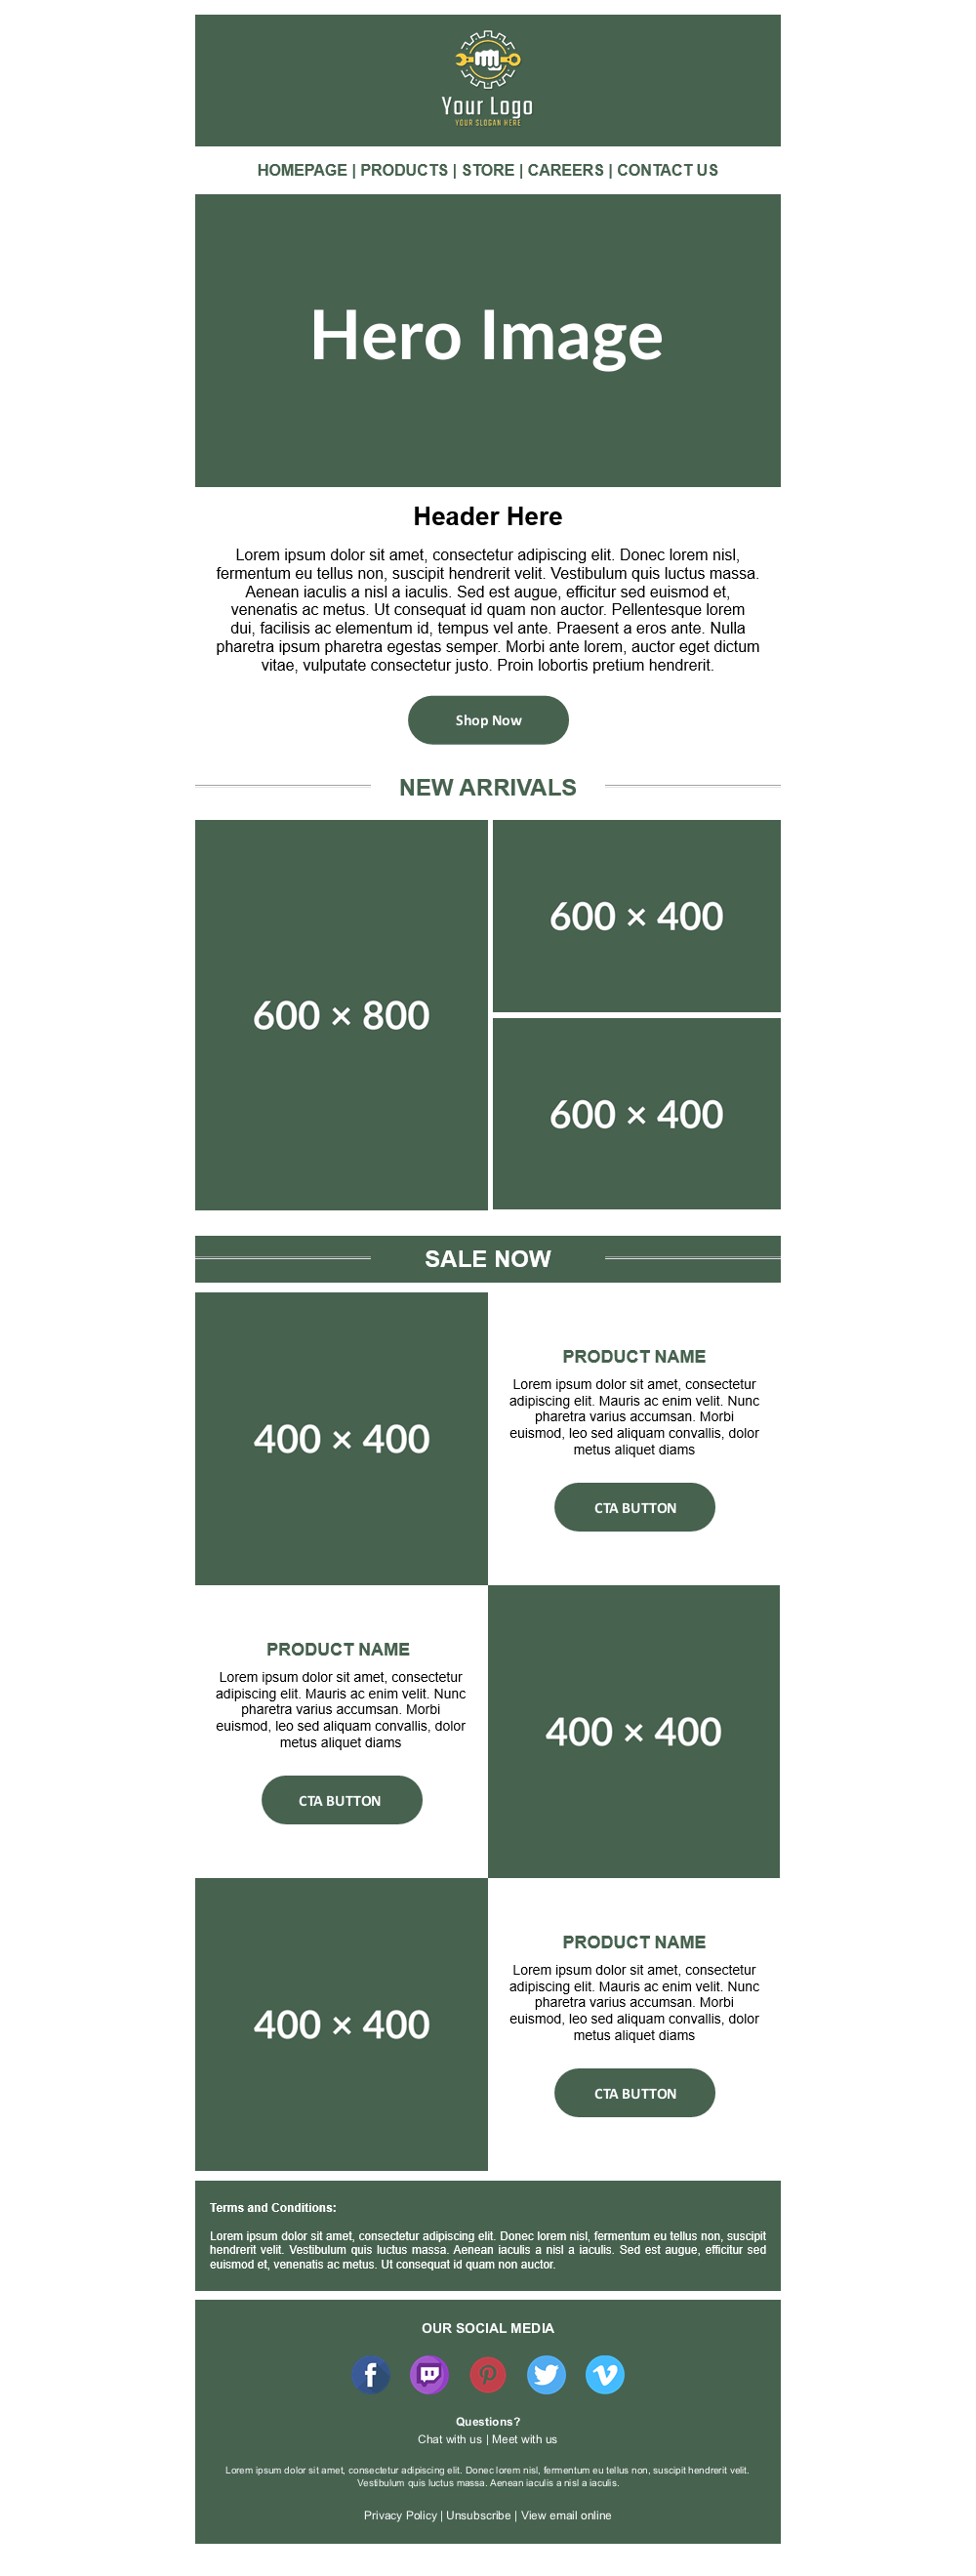 Your Logo
YOUR SLOGAN HERE
HOMEPAGE | PRODUCTS | STORE | CAREERS | CONTACT US
Hero Image
Header Here
Lorem ipsum dolor sit amet, consectetur adipiscing elit. Donec lorem nisl,
fermentum eu tellus non, suscipit hendrerit velit. Vestibulum quis luctus massa.
Aenean iaculis a nisl a iaculis. Sed est augue, efficitur sed euismod et,
venenatis ac metus. Ut consequat id quam non auctor. Pellentesque lorem
dui, facilisis ac elementum id, tempus vel ante. Praesent a eros ante. Nulla
pharetra ipsum pharetra egestas semper. Morbi ante lorem, auctor eget dictum
vitae, vulputate consectetur justo. Proin lobortis pretium hendrerit.
Shop Now
NEW ARRIVALS
600 × 800
600 × 400
600 × 400
SALE NOW
400 × 400
PRODUCT NAME
Lorem ipsum dolor sit amet, consectetur
adipiscing elit. Mauris ac enim velit. Nunc
pharetra varius accumsan. Morbi
euismod, leo sed aliquam convallis, dolor
metus aliquet diams
CTA BUTTON
PRODUCT NAME
Lorem ipsum dolor sit amet, consectetur
adipiscing elit. Mauris ac enim velit. Nunc
pharetra varius accumsan. Morbi
euismod, leo sed aliquam convallis, dolor
metus aliquet diams
CTA BUTTON
400 × 400
400 × 400
PRODUCT NAME
Lorem ipsum dolor sit amet, consectetur
adipiscing elit. Mauris ac enim velit. Nunc
pharetra varius accumsan. Morbi
euismod, leo sed aliquam convallis, dolor
metus aliquet diams
CTA BUTTON
Terms and Conditions:
Lorem ipsum dolor sit amet, consectetur adipiscing elit. Donec lorem nisl, fermentum eu tellus non, suscipit
hendrerit velit. Vestibulum quis luctus massa. Aenean iaculis a nisl a iaculis. Sed est augue, efficitur sed
euismod et, venenatis ac metus. Ut consequat id quam non auctor.
OUR SOCIAL MEDIA
Questions?
Chat with us | Meet with us
Lorem ipsum dolor sit amet, consectetur adipiscing elit. Donec lorem nisl, fermentum eu tellus non, suscipit hendrerit velit.
Vestibulum quis luctus massa. Aenean iaculis a nisl a iaculis.
Privacy Policy | Unsubscribe | View email online